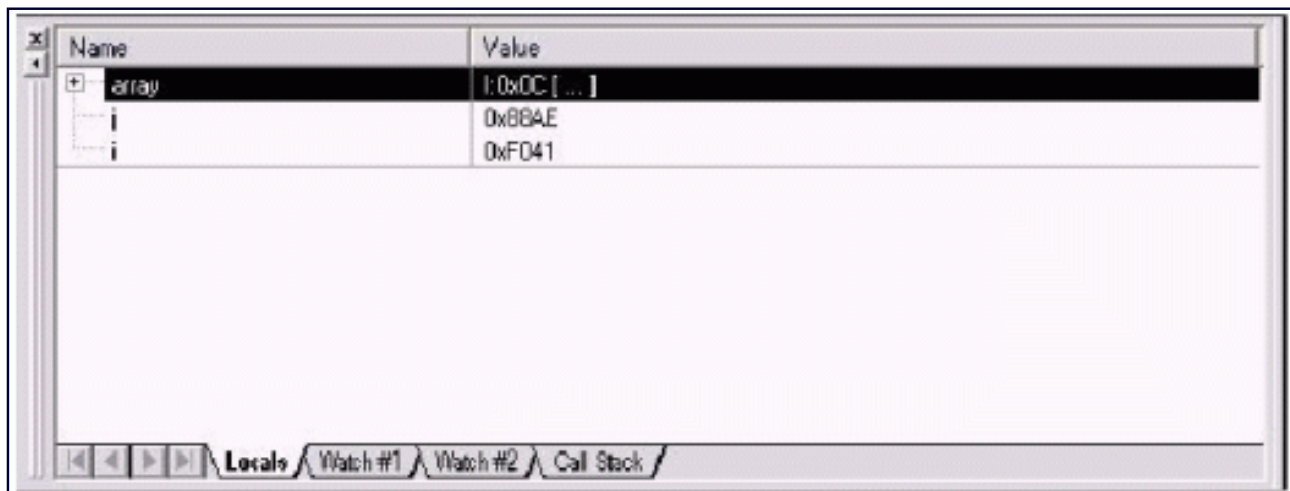 Name Value
array I:0x0C [ ... ]
j 0x88AE
i 0xF041
Locals Watch #1 Watch #2 Call Stack